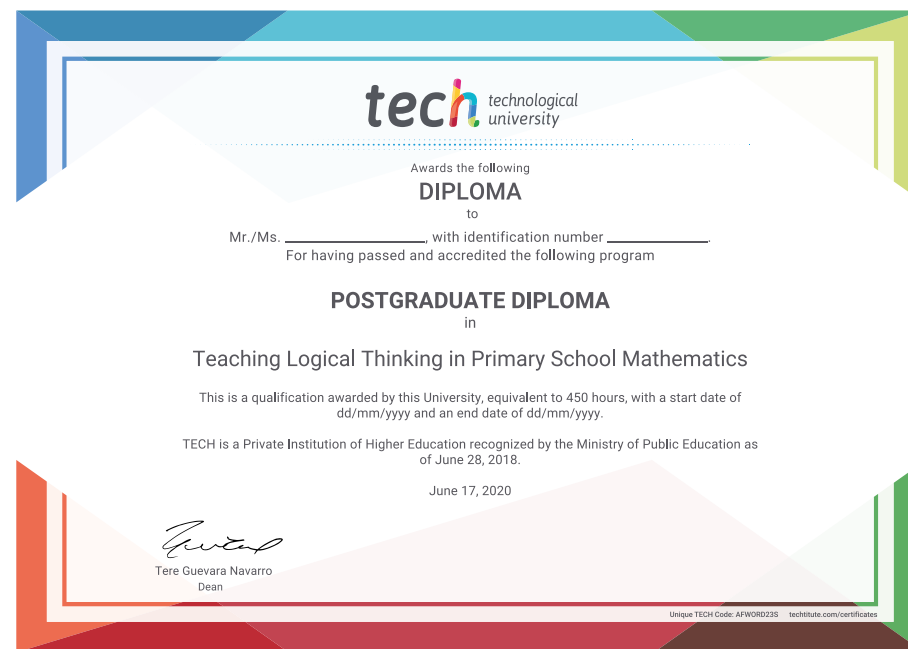 tech technological
university
Awards the following
DIPLOMA
to
Mr./Ms. ____________________, with identification number ______________.
For having passed and accredited the following program
POSTGRADUATE DIPLOMA
in
Teaching Logical Thinking in Primary School Mathematics
This is a qualification awarded by this University, equivalent to 450 hours, with a start date of
dd/mm/yyyy and an end date of dd/mm/yyyy.
TECH is a Private Institution of Higher Education recognized by the Ministry of Public Education as
of June 28, 2018.
June 17, 2020
Tere Guevara Navarro
Dean
Unique TECH Code: AFWORD23S techtitute.com/certificates